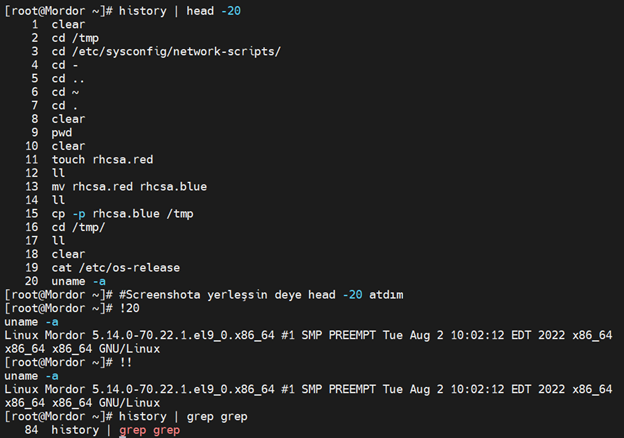 [root@Mordor ~]# history | head -20
1 clear
2 cd /tmp
3 cd /etc/sysconfig/network-scripts/
4 cd -
5 cd ..
6 cd ~
7 cd .
8 clear
9 pwd
10 clear
11 touch rhcsa.red
12 ll
13 mv rhcsa.red rhcsa.blue
14 ll
15 cp -p rhcsa.blue /tmp
16 cd /tmp/
17 ll
18 clear
19 cat /etc/os-release
20 uname -a
[root@Mordor ~]# #Screenshota yerleşsin deye head -20 atdım
[root@Mordor ~]# !20
uname -a
Linux Mordor 5.14.0-70.22.1.el9_0.x86_64 #1 SMP PREEMPT Tue Aug 2 10:02:12 EDT 2022 x86_64
x86_64 x86_64 GNU/Linux
[root@Mordor ~]# !!
uname -a
Linux Mordor 5.14.0-70.22.1.el9_0.x86_64 #1 SMP PREEMPT Tue Aug 2 10:02:12 EDT 2022 x86_64
x86_64 x86_64 GNU/Linux
[root@Mordor ~]# history | grep grep
84 history | grep grep